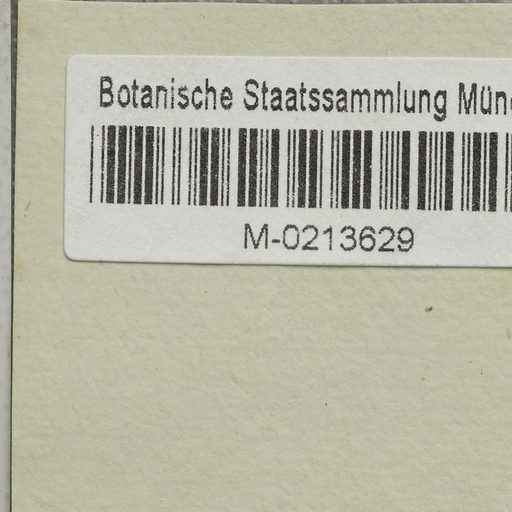 Botanische Staatssammlung Mün
M-0213629